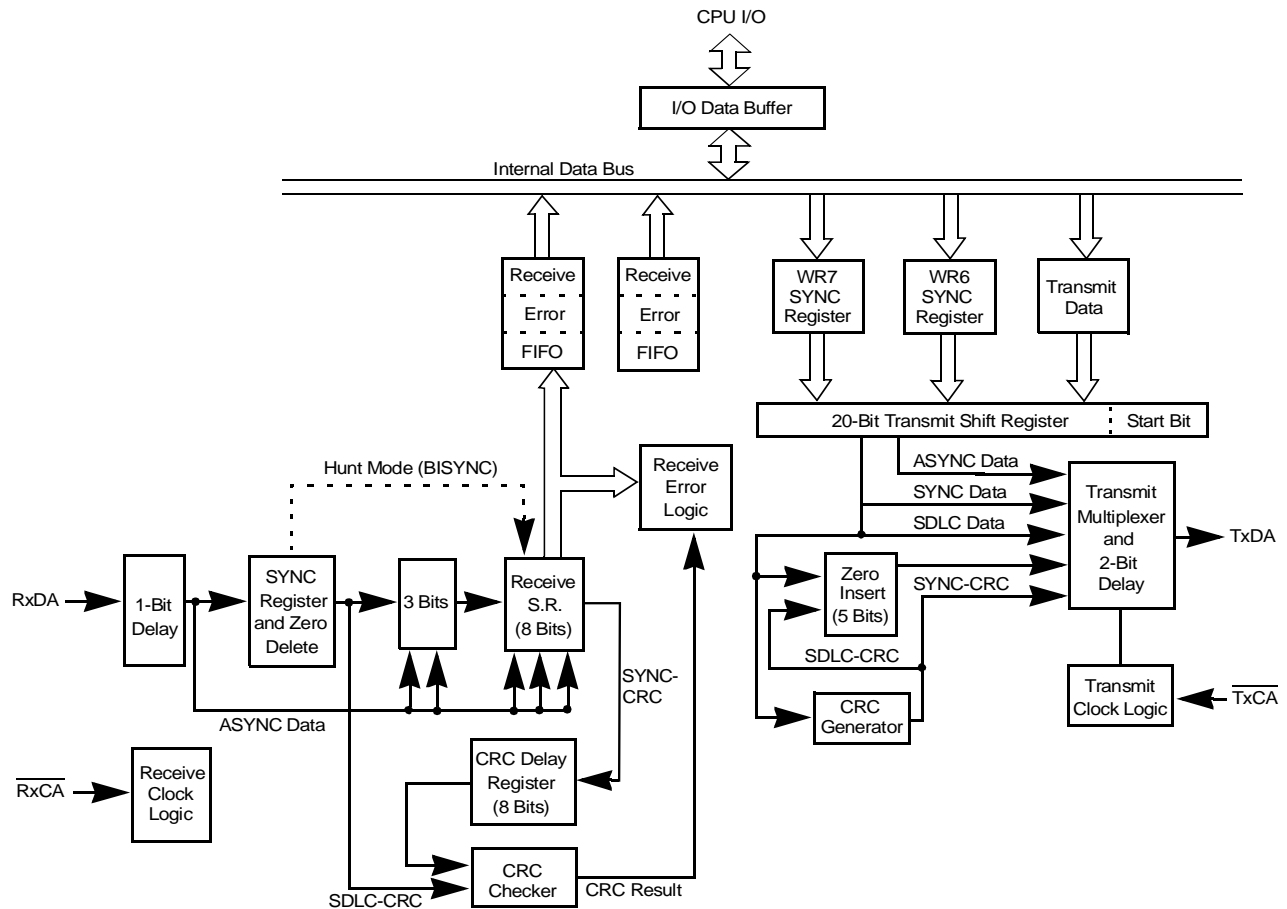 CPU I/O
I/O Data Buffer
Internal Data Bus
Receive
Error
FIFO
Receive
Error
FIFO
WR7
SYNC
Register
WR6
SYNC
Register
Transmit
Data
20-Bit Transmit Shift Register
Start Bit
Hunt Mode (BISYNC)
Receive
Error
Logic
ASYNC Data
SYNC Data
SDLC Data
Transmit
Multiplexer
and
2-Bit
Delay
TxDA
RxDA
1-Bit
Delay
SYNC
Register
and Zero
Delete
3 Bits
Receive
S.R.
(8 Bits)
Zero
Insert
(5 Bits)
SYNC-CRC
SDLC-CRC
SYNC-
CRC
ASYNC Data
CRC
Generator
Transmit
Clock Logic
TxCA
RxCA
Receive
Clock
Logic
CRC Delay
Register
(8 Bits)
CRC
Checker
SDLC-CRC
CRC Result